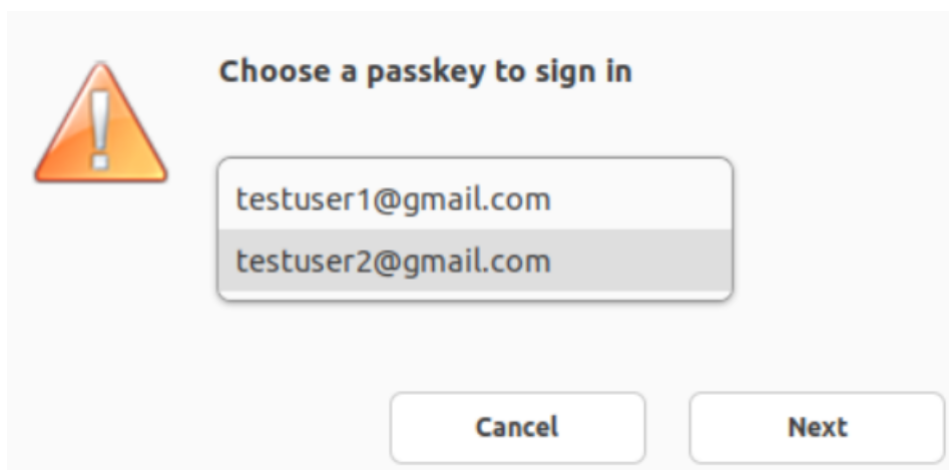 Choose a passkey to sign in
testuser1@gmail.com
testuser2@gmail.com
Cancel
Next